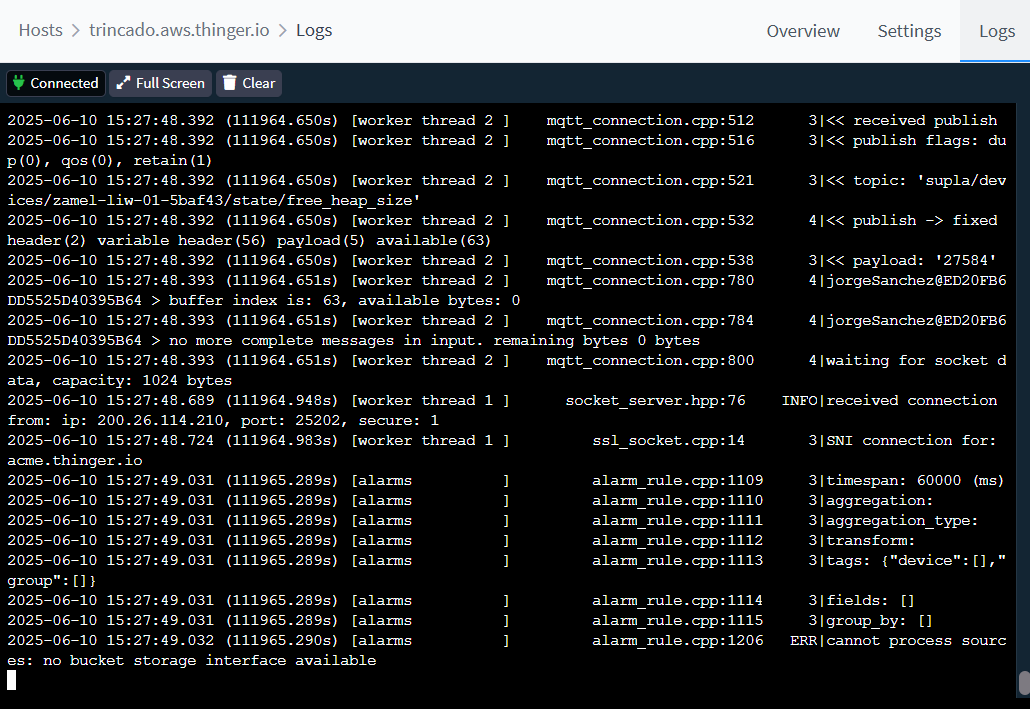 Hosts > trincado.aws.thinger.io > Logs
Overview Settings Logs
Connected Full Screen Clear
2025-06-10 15:27:48.392 (111964.650s) [worker thread 2 ]    mqtt_connection.cpp:512      3|<< received publish
2025-06-10 15:27:48.392 (111964.650s) [worker thread 2 ]    mqtt_connection.cpp:516      3|<< publish flags: du
p(0), qos(0), retain(1)
2025-06-10 15:27:48.392 (111964.650s) [worker thread 2 ]    mqtt_connection.cpp:521      3|<< topic: 'supla/dev
ices/zamel-liw-01-5baf43/state/free_heap_size'
2025-06-10 15:27:48.392 (111964.650s) [worker thread 2 ]    mqtt_connection.cpp:532      4|<< publish -> fixed
header(2) variable header(56) payload(5) available(63)
2025-06-10 15:27:48.392 (111964.650s) [worker thread 2 ]    mqtt_connection.cpp:538      3|<< payload: '27584'
2025-06-10 15:27:48.393 (111964.651s) [worker thread 2 ]    mqtt_connection.cpp:780      4|jorgeSanchez@ED20FB6
DD5525D40395B64 > buffer index is: 63, available bytes: 0
2025-06-10 15:27:48.393 (111964.651s) [worker thread 2 ]    mqtt_connection.cpp:784      4|jorgeSanchez@ED20FB6
DD5525D40395B64 > no more complete messages in input. remaining bytes 0 bytes
2025-06-10 15:27:48.393 (111964.651s) [worker thread 2 ]    mqtt_connection.cpp:800      4|waiting for socket d
ata, capacity: 1024 bytes
2025-06-10 15:27:48.689 (111964.948s) [worker thread 1 ]      socket_server.hpp:76    INFO|received connection
from: ip: 200.26.114.210, port: 25202, secure: 1
2025-06-10 15:27:48.724 (111964.983s) [worker thread 1 ]         ssl_socket.cpp:14       3|SNI connection for:
acme.thinger.io
2025-06-10 15:27:49.031 (111965.289s) [alarms          ]         alarm_rule.cpp:1109     3|timespan: 60000 (ms)
2025-06-10 15:27:49.031 (111965.289s) [alarms          ]         alarm_rule.cpp:1110     3|aggregation:
2025-06-10 15:27:49.031 (111965.289s) [alarms          ]         alarm_rule.cpp:1111     3|aggregation_type:
2025-06-10 15:27:49.031 (111965.289s) [alarms          ]         alarm_rule.cpp:1112     3|transform:
2025-06-10 15:27:49.031 (111965.289s) [alarms          ]         alarm_rule.cpp:1113     3|tags: {"device":[],"
group":[]}
2025-06-10 15:27:49.031 (111965.289s) [alarms          ]         alarm_rule.cpp:1114     3|fields: []
2025-06-10 15:27:49.031 (111965.289s) [alarms          ]         alarm_rule.cpp:1115     3|group_by: []
2025-06-10 15:27:49.032 (111965.290s) [alarms          ]         alarm_rule.cpp:1206   ERR|cannot process sourc
es: no bucket storage interface available